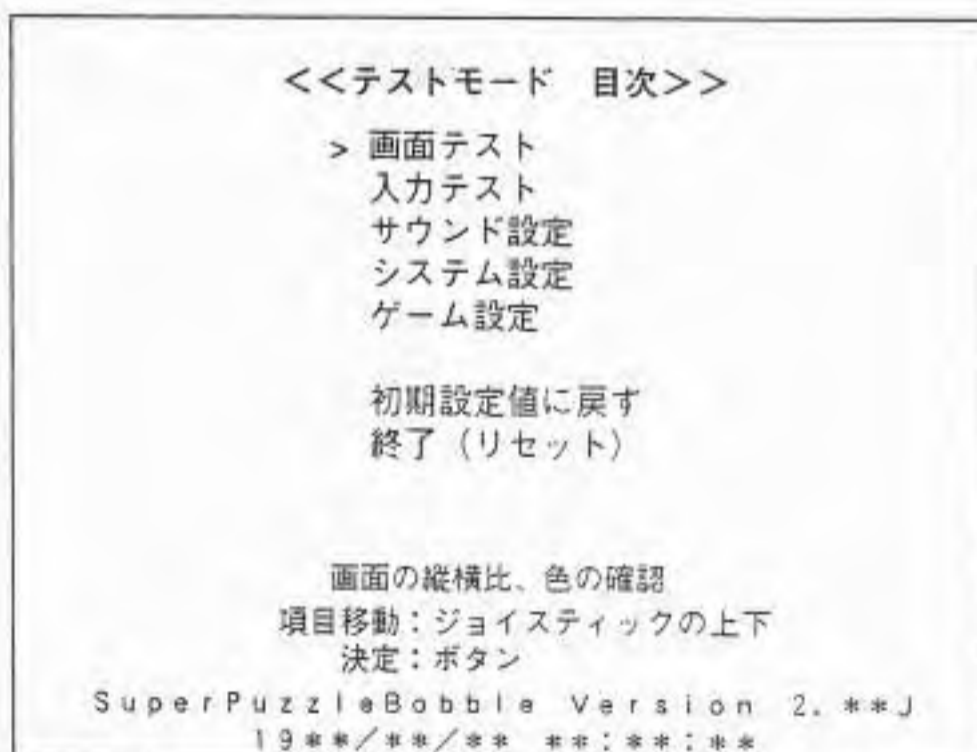 <<テストモード　目次>>
> 画面テスト
入力テスト
サウンド設定
システム設定
ゲーム設定
初期設定値に戻す
終了（リセット）
画面の縦横比、色の確認
項目移動：ジョイスティックの上下
決定：ボタン
SuperPuzzleBobble Version 2.**J
19**/**/** **:**:**